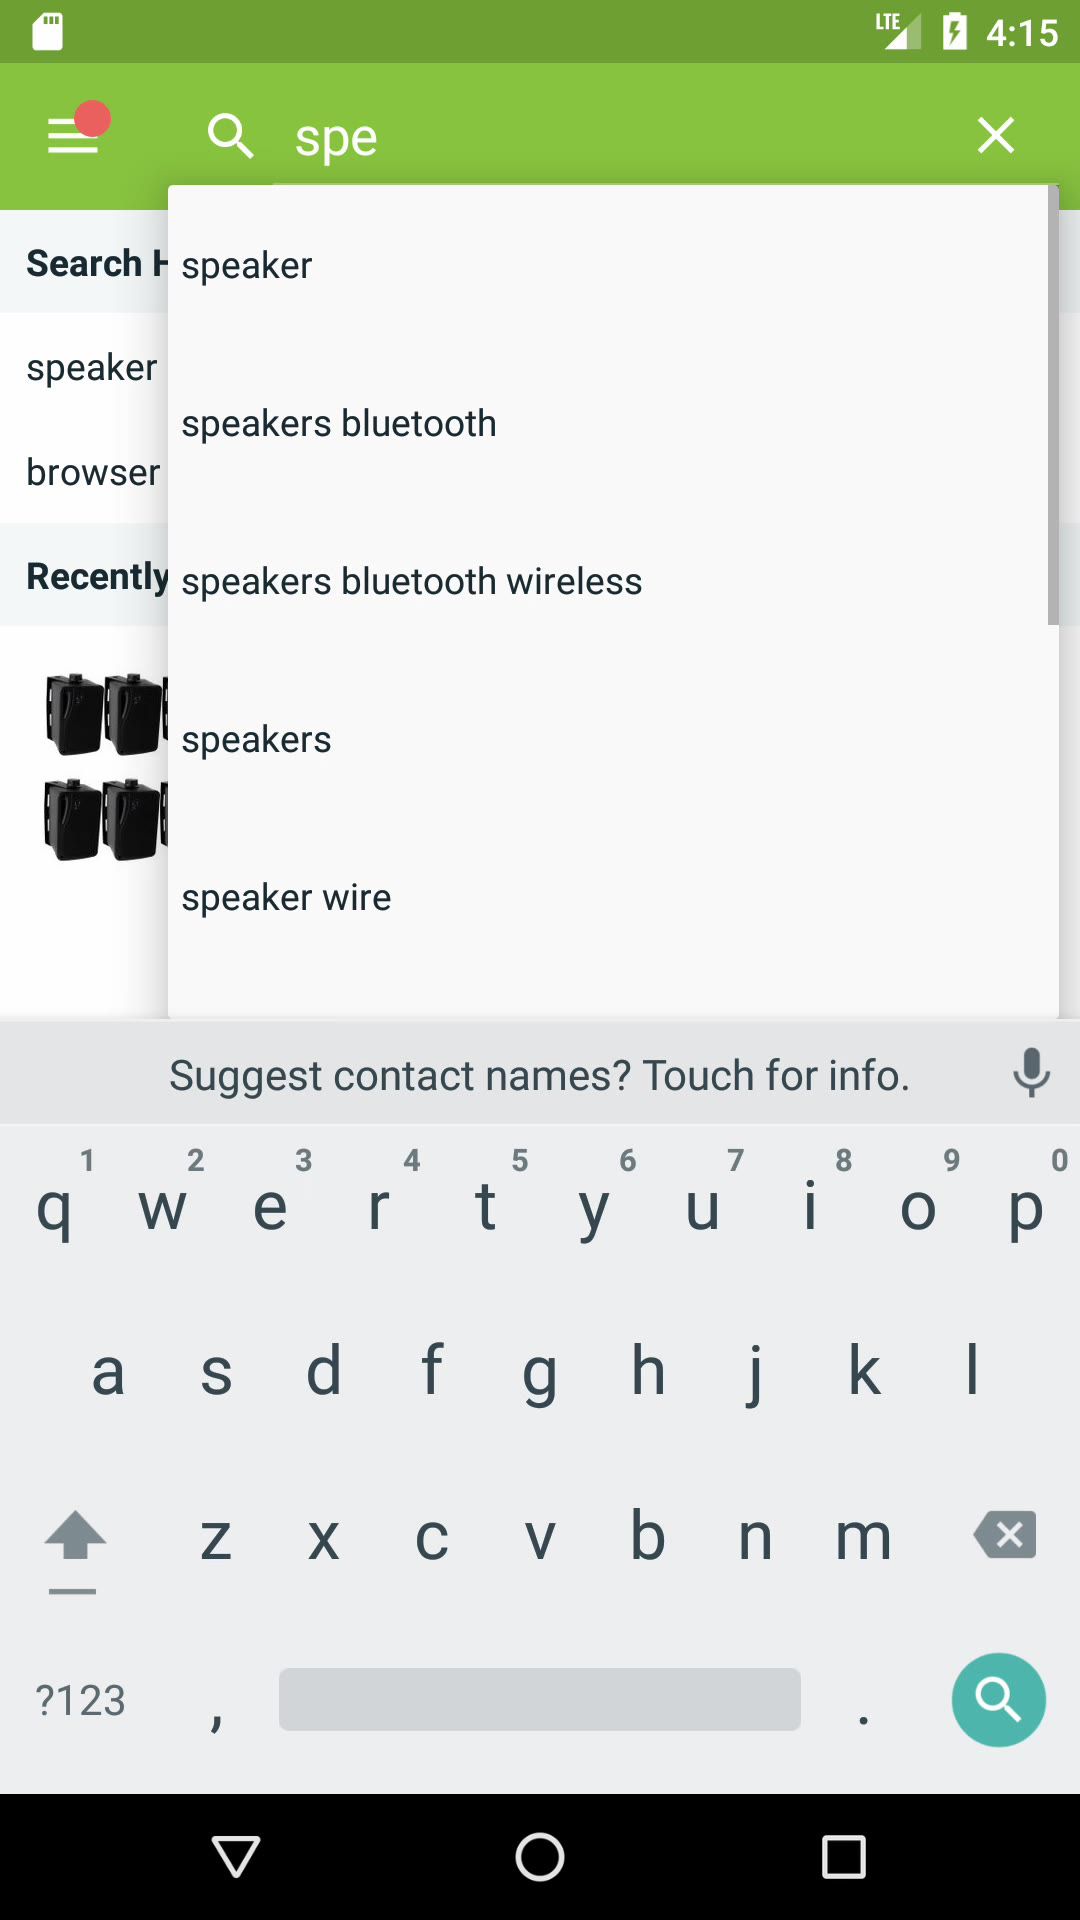 LTE 4:15
spe
Search H
speaker
browser
Recently
speaker
speakers bluetooth
speakers bluetooth wireless
speakers
speaker wire
Suggest contact names? Touch for info.
1 2 3 4 5 6 7 8 9 0
q w e r t y u i o p
a s d f g h j k l
z x c v b n m
?123 , .